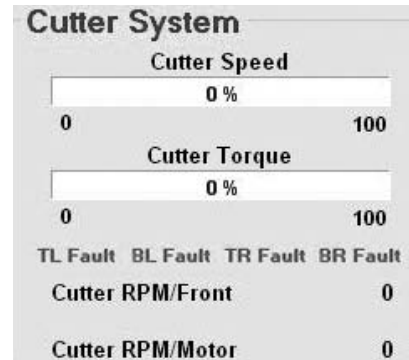 Cutter System
Cutter Speed
0 %
0 100
Cutter Torque
0 %
0 100
TL Fault BL Fault TR Fault BR Fault
Cutter RPM/Front 0
Cutter RPM/Motor 0